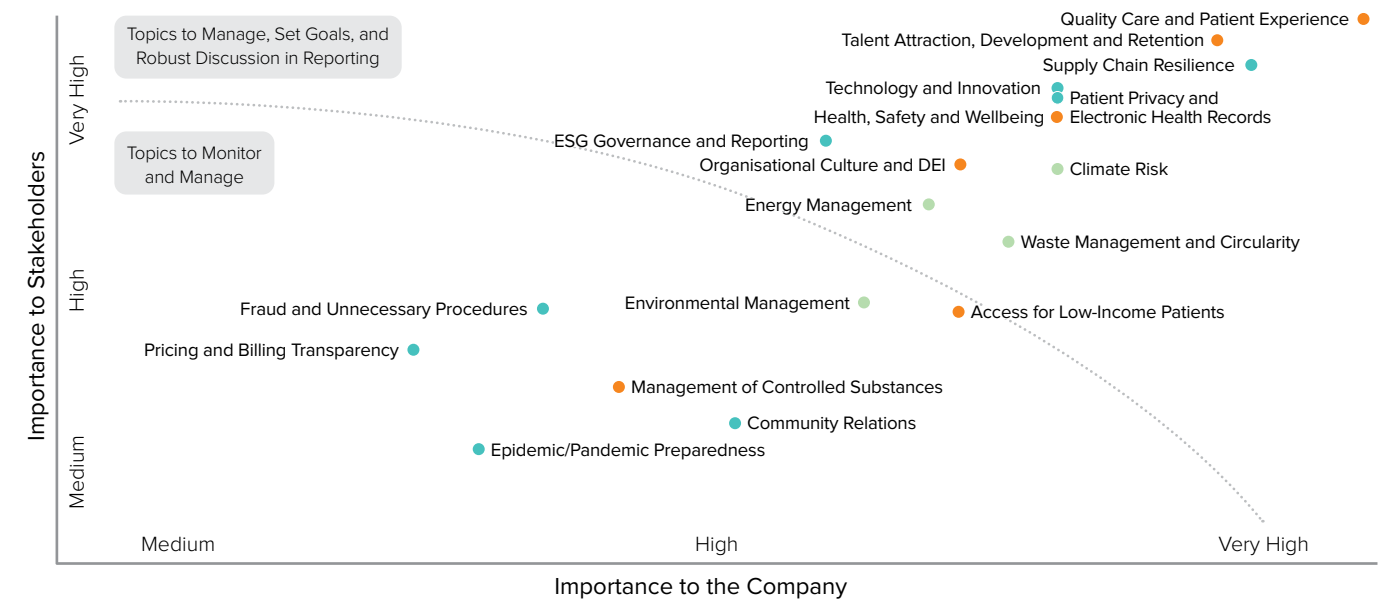 Quality Care and Patient Experience
Topics to Manage, Set Goals, and
Robust Discussion in Reporting
Talent Attraction, Development and Retention
Supply Chain Resilience
Technology and Innovation
Patient Privacy and
Electronic Health Records
Health, Safety and Wellbeing
ESG Governance and Reporting
Topics to Monitor
and Manage
Organisational Culture and DEI
Climate Risk
Energy Management
Waste Management and Circularity
Fraud and Unnecessary Procedures
Environmental Management
Access for Low-Income Patients
Pricing and Billing Transparency
Management of Controlled Substances
Community Relations
Epidemic/Pandemic Preparedness
Importance to Stakeholders
Very High
High
Medium
Medium
High
Very High
Importance to the Company